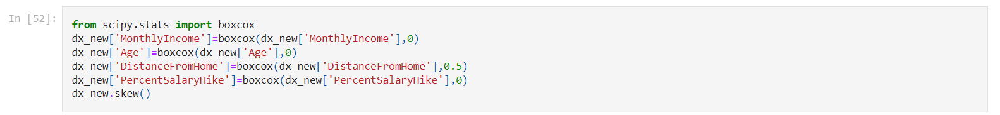 In [52]:
from scipy.stats import boxcox
dx_new['MonthlyIncome']=boxcox(dx_new['MonthlyIncome'],0)
dx_new['Age']=boxcox(dx_new['Age'],0)
dx_new['DistanceFromHome']=boxcox(dx_new['DistanceFromHome'],0.5)
dx_new['PercentSalaryHike']=boxcox(dx_new['PercentSalaryHike'],0)
dx_new.skew()